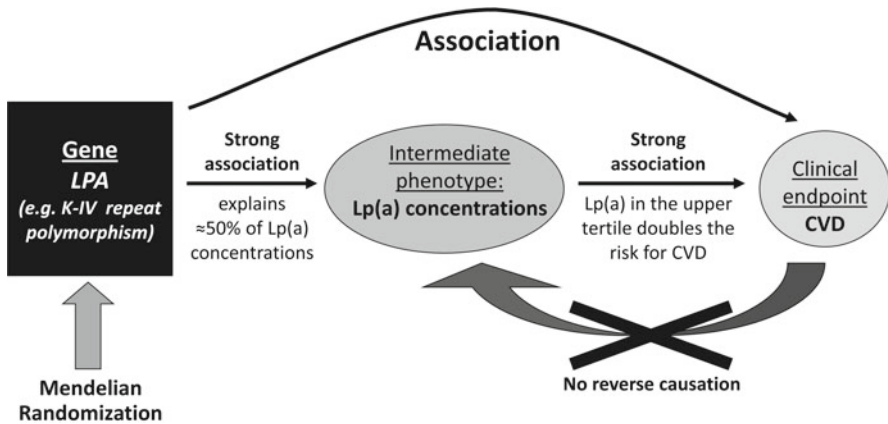 Association
Gene
LPA
(e.g. K-IV repeat
polymorphism)
Strong
association
explains
≈50% of Lp(a)
concentrations
Intermediate
phenotype:
Lp(a) concentrations
Strong
association
Lp(a) in the upper
tertile doubles the
risk for CVD
Clinical
endpoint
CVD
No reverse causation
Mendelian
Randomization